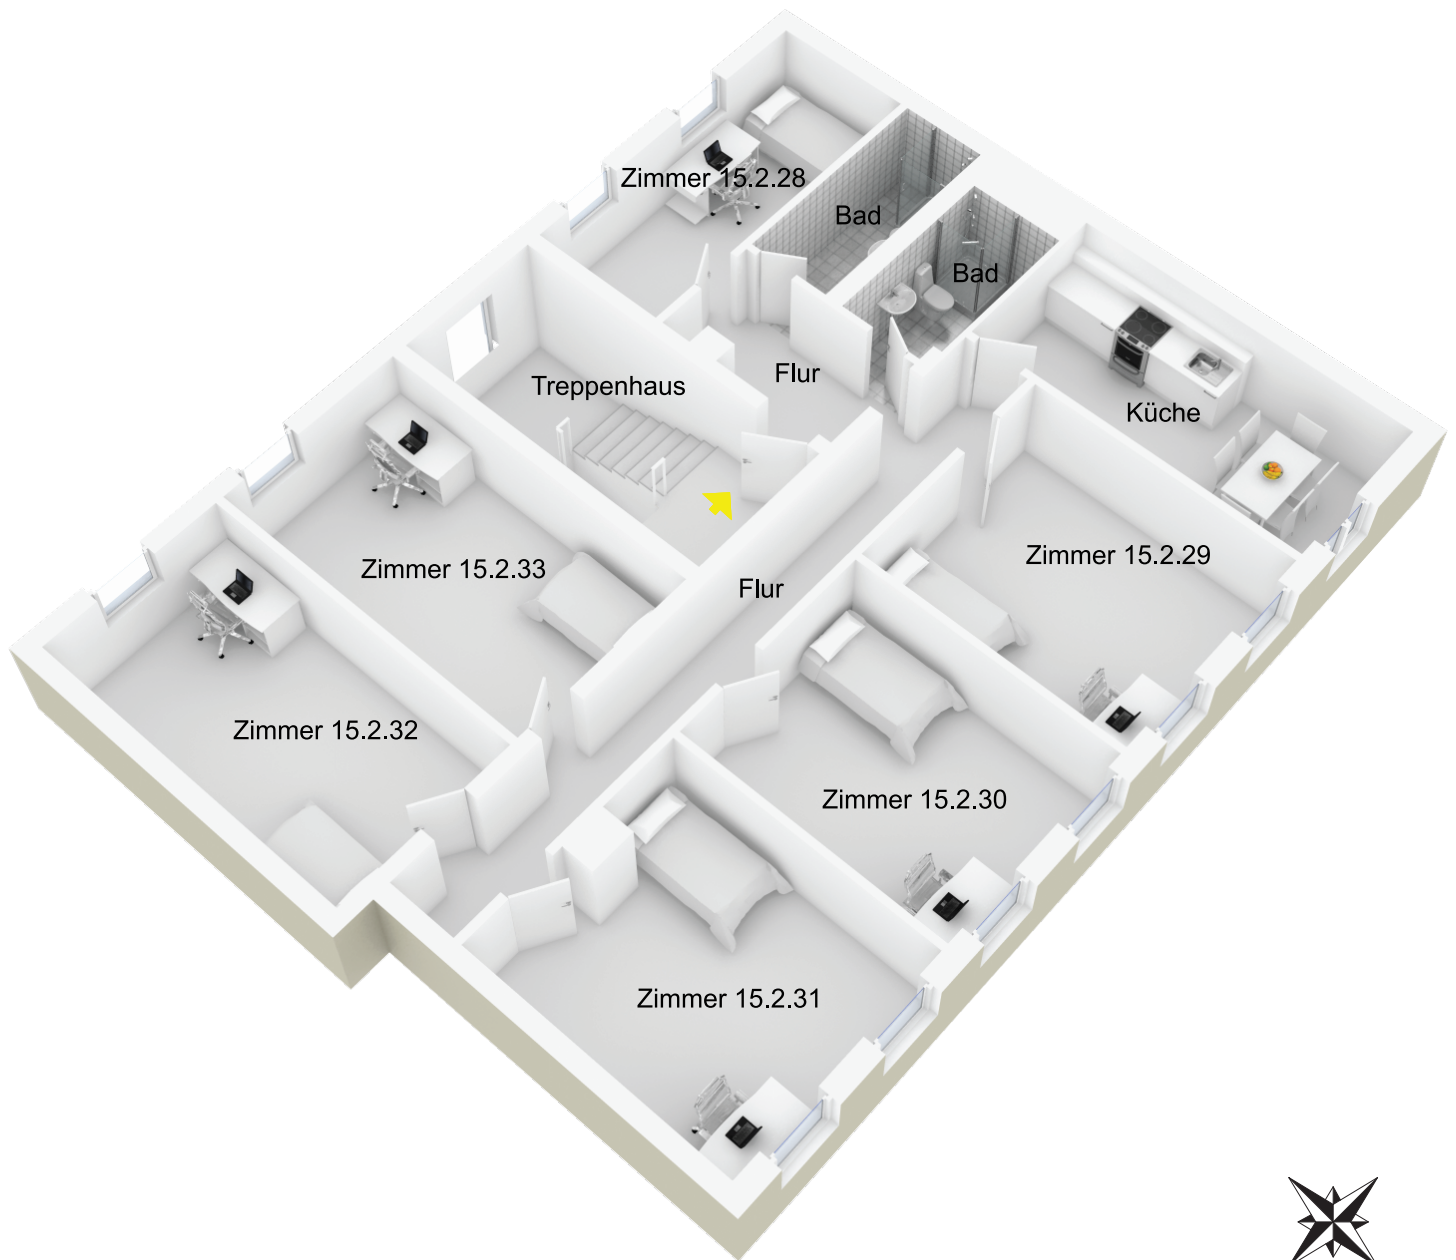 Zimmer 15.2.28
Bad
Bad
Treppenhaus
Flur
Küche
Zimmer 15.2.33
Flur
Zimmer 15.2.29
Zimmer 15.2.32
Zimmer 15.2.30
Zimmer 15.2.31